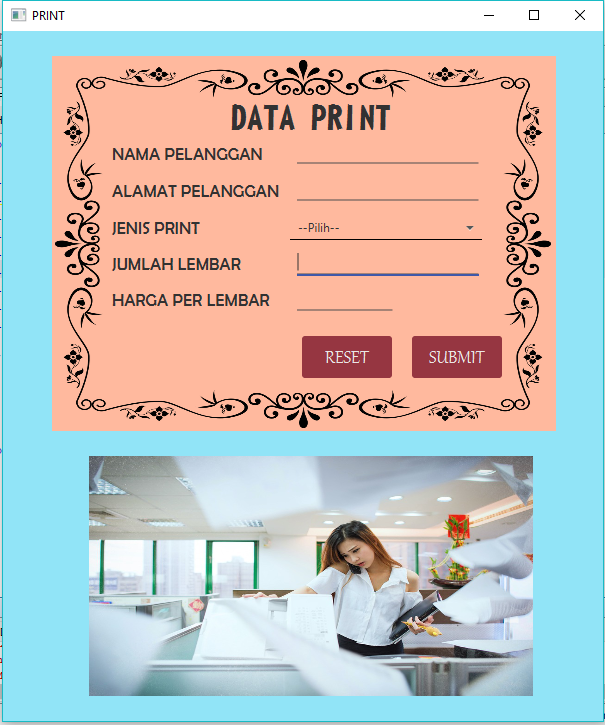 PRINT
DATA PRINT
NAMA PELANGGAN
ALAMAT PELANGGAN
JENIS PRINT
--Pilih--
JUMLAH LEMBAR
HARGA PER LEMBAR
RESET
SUBMIT